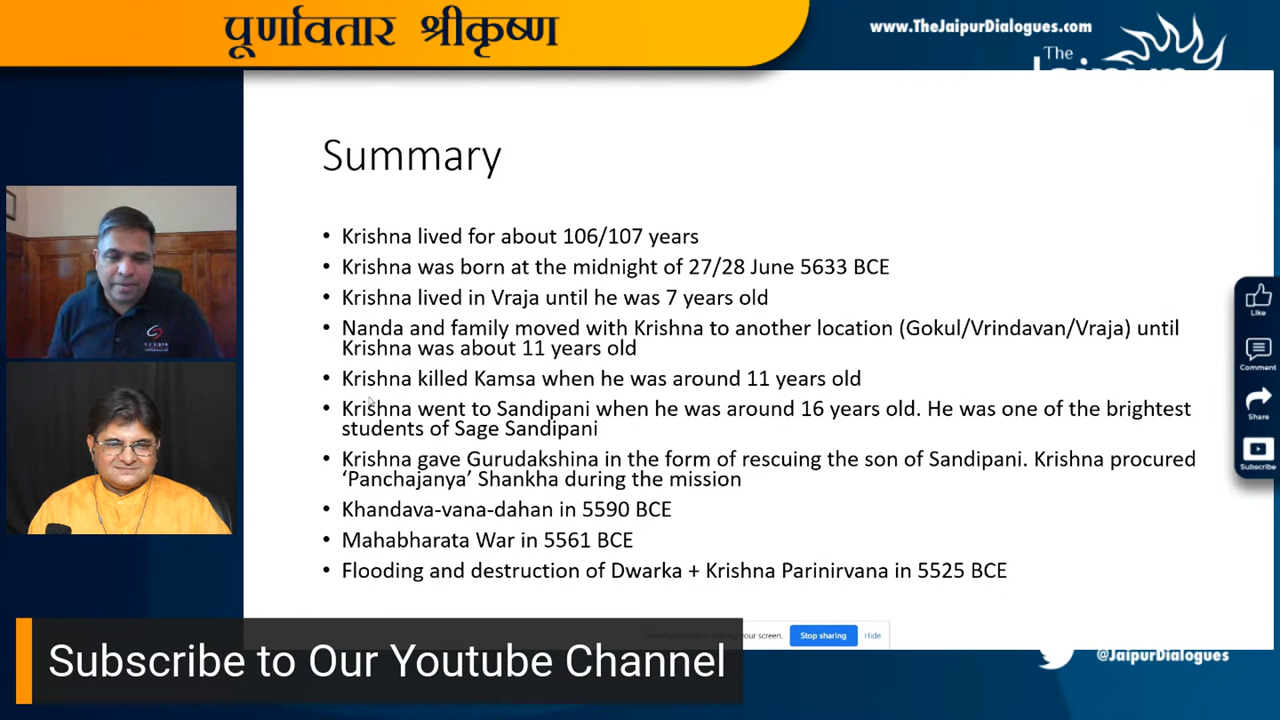 पूर्णावतार श्रीकृष्ण
www.TheJaipurDialogues.com
The
Summary
• Krishna lived for about 106/107 years
• Krishna was born at the midnight of 27/28 June 5633 BCE
• Krishna lived in Vraja until he was 7 years old
• Nanda and family moved with Krishna to another location (Gokul/Vrindavan/Vraja) until
Krishna was about 11 years old
• Krishna killed Kamsa when he was around 11 years old
• Krishna went to Sandipani when he was around 16 years old. He was one of the brightest
students of Sage Sandipani
• Krishna gave Gurudakshina in the form of rescuing the son of Sandipani. Krishna procured
‘Panchajanya’ Shankha during the mission
• Khandava-vana-dahan in 5590 BCE
• Mahabharata War in 5561 BCE
• Flooding and destruction of Dwarka + Krishna Parinirvana in 5525 BCE
Like
Comment
Share
Subscribe
your screen. Stop sharing Hide
Subscribe to Our Youtube Channel
@JaipurDialogues